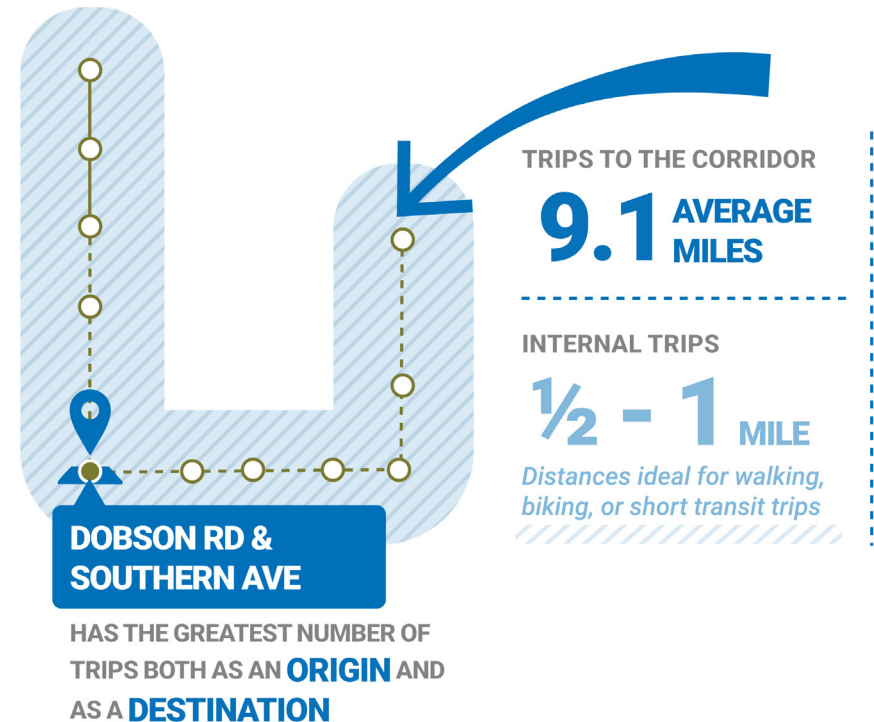 TRIPS TO THE CORRIDOR
9.1 AVERAGE
MILES
INTERNAL TRIPS
½ - 1 MILE
Distances ideal for walking,
biking, or short transit trips
DOBSON RD &
SOUTHERN AVE
HAS THE GREATEST NUMBER OF
TRIPS BOTH AS AN ORIGIN AND
AS A DESTINATION